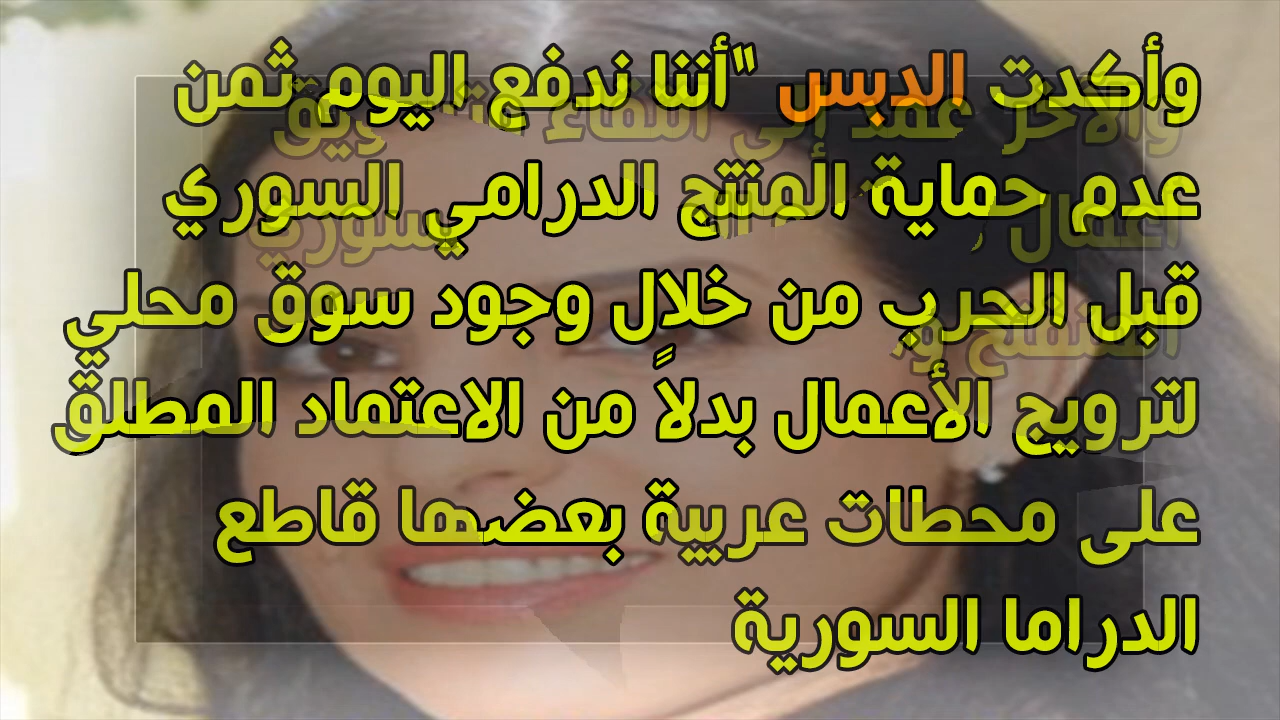 وأكدت الدبس "أننا ندفع اليوم ثمن
عدم حماية المنتج الدرامي السوري
قبل الحرب من خلال وجود سوق محلي
لترويج الأعمال بدلاً من الاعتماد المطلق
على محطات عربية بعضها قاطع
الدراما السورية